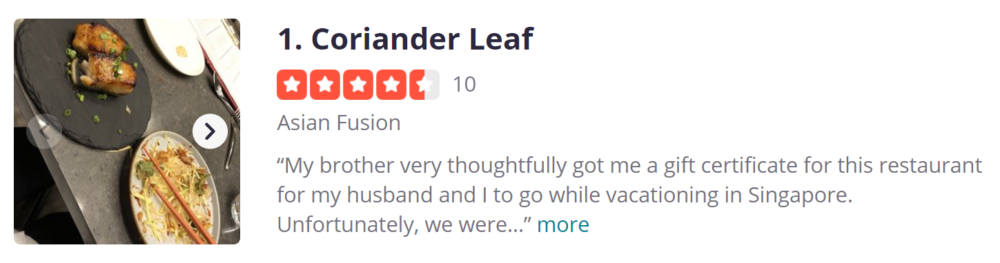 1. Coriander Leaf
10
Asian Fusion
“My brother very thoughtfully got me a gift certificate for this restaurant
for my husband and I to go while vacationing in Singapore.
Unfortunately, we were...” more